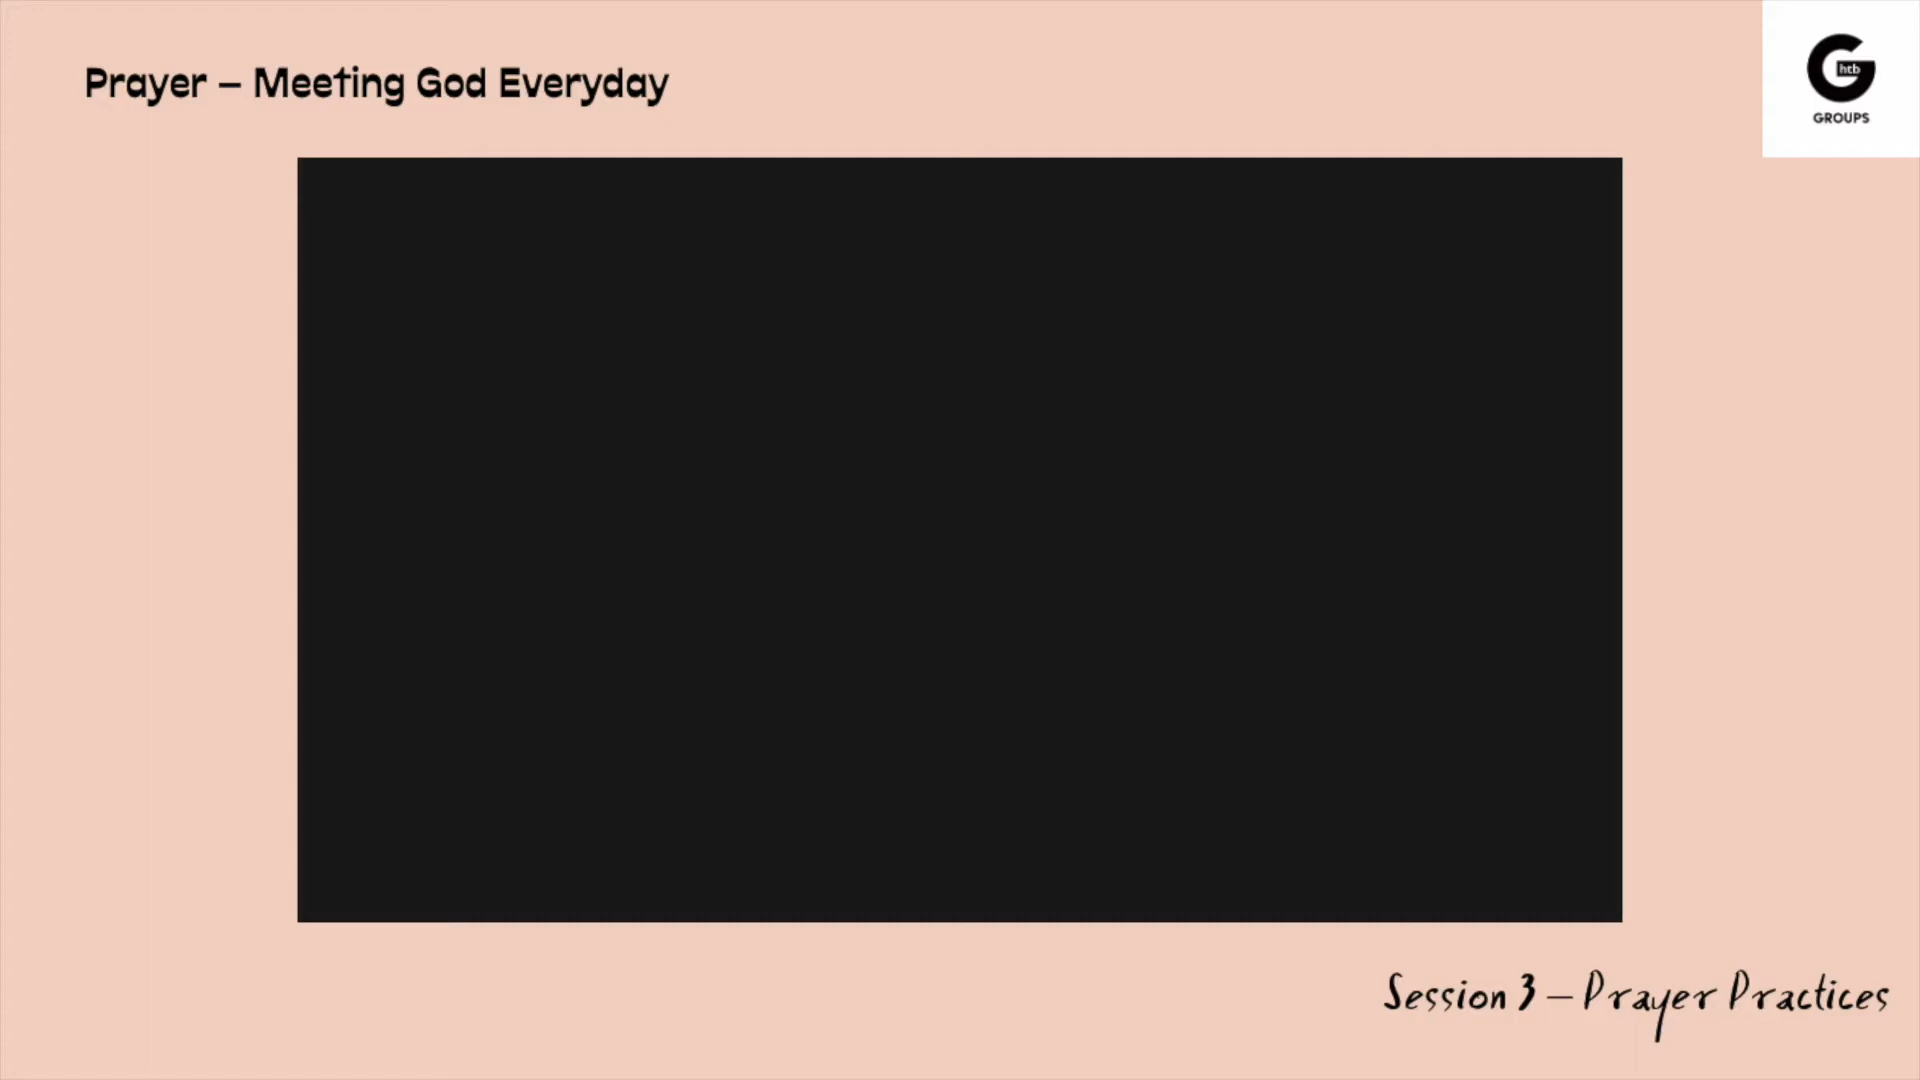 Prayer – Meeting God Everyday
htb
GROUPS
Session 3 – Prayer Practices